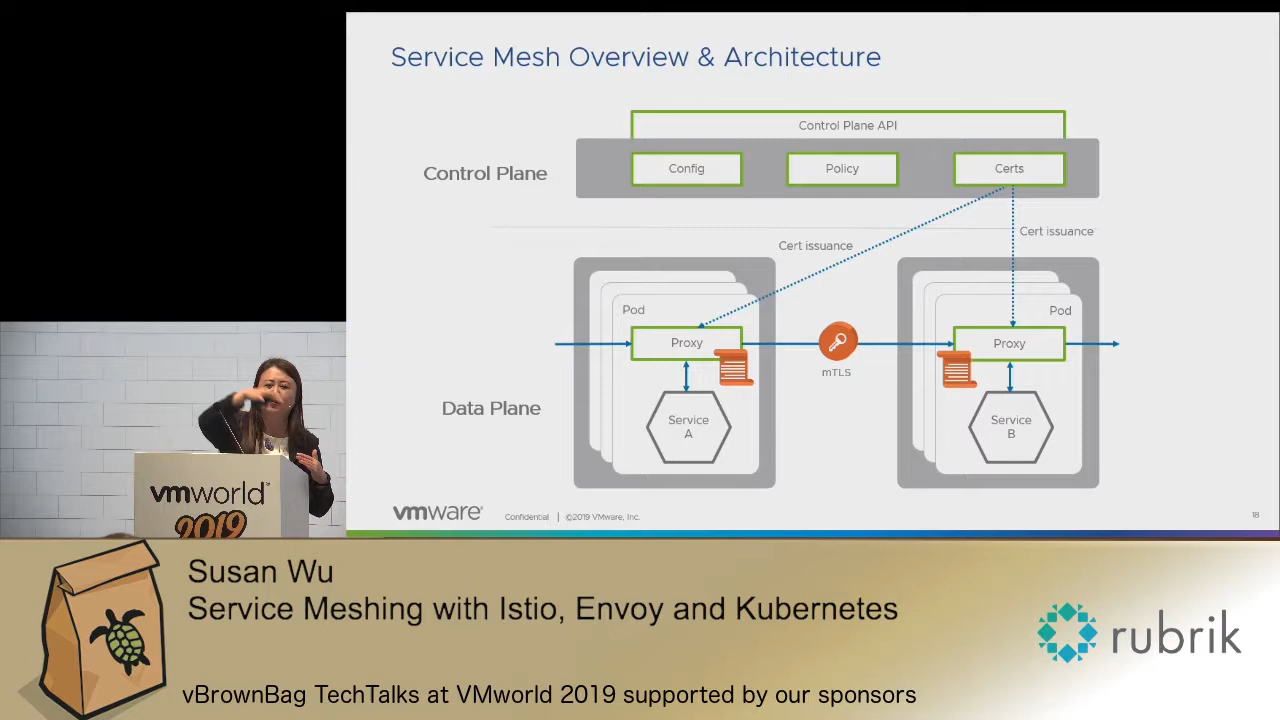 Service Mesh Overview & Architecture
Control Plane API
Control Plane
Config
Policy
Certs
Cert issuance
Cert issuance
Pod
Pod
Proxy
Proxy
mTLS
Data Plane
Service
A
Service
B
vmware®
Confidential | ©2019 VMware, Inc.
18
vmworld®
2019
Susan Wu
Service Meshing with Istio, Envoy and Kubernetes
rubrik
vBrownBag TechTalks at VMworld 2019 supported by our sponsors